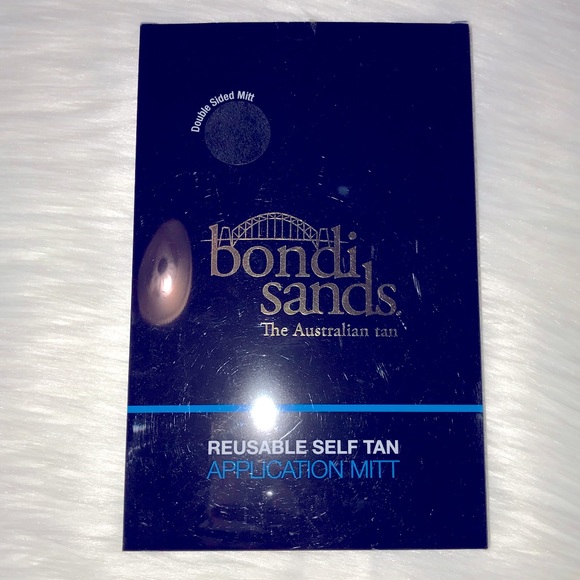 Double Sided Mitt
bondi
sands
The Australian tan
REUSABLE SELF TAN
APPLICATION MITT